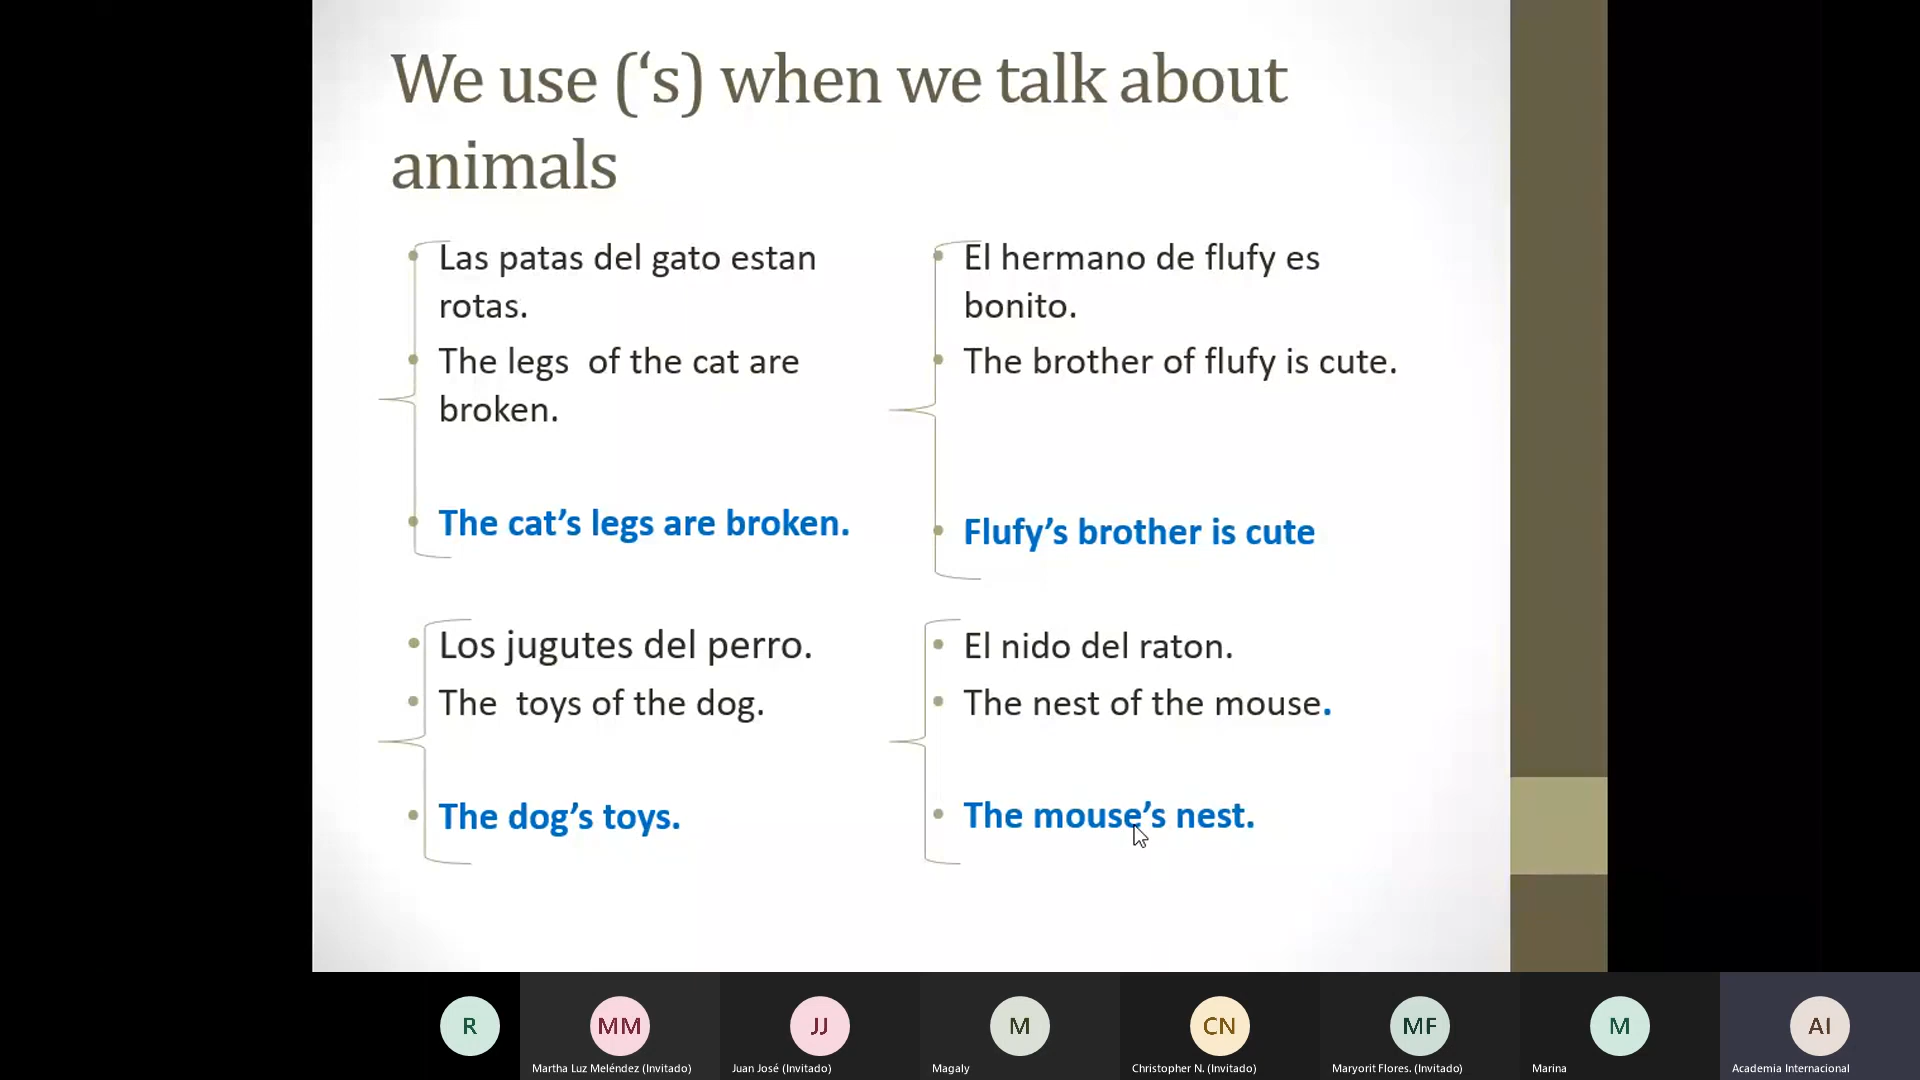 We use (‘s) when we talk about
animals
Las patas del gato estan
rotas.
The legs of the cat are
broken.
The cat’s legs are broken.
Los jugutes del perro.
The toys of the dog.
The dog’s toys.
El hermano de flufy es
bonito.
The brother of flufy is cute.
Flufy’s brother is cute
El nido del raton.
The nest of the mouse.
The mouse’s nest.
R
MM
JJ
M
CN
MF
M
AI
Martha Luz Meléndez (Invitado)
Juan José (Invitado)
Magaly
Christopher N. (Invitado)
Maryorit Flores. (Invitado)
Marina
Academia Internacional